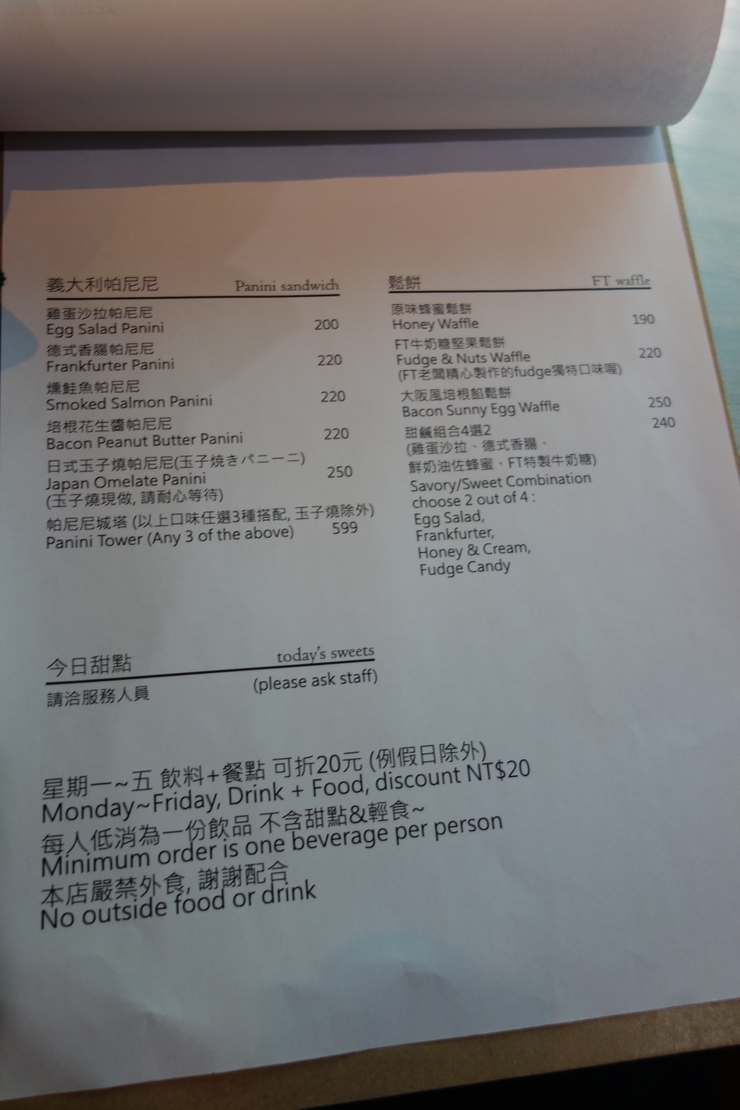 義大利帕尼尼 Panini sandwich
雞蛋沙拉帕尼尼
Egg Salad Panini 200
德式香腸帕尼尼
Frankfurter Panini 220
燻鮭魚帕尼尼
Smoked Salmon Panini 220
培根花生醬帕尼尼
Bacon Peanut Butter Panini 220
日式玉子燒帕尼尼(玉子焼きパニーニ)
Japan Omelate Panini 250
(玉子燒現做, 請耐心等待)
帕尼尼城塔 (以上口味任選3種搭配, 玉子燒除外)
Panini Tower (Any 3 of the above) 599
鬆餅 FT waffle
原味蜂蜜鬆餅
Honey Waffle 190
FT牛奶糖堅果鬆餅
Fudge & Nuts Waffle 220
(FT老闆精心製作的fudge獨特口味喔)
大阪風培根餡鬆餅
Bacon Sunny Egg Waffle 250
甜鹹組合4選2 240
(雞蛋沙拉、德式香腸、
鮮奶油佐蜂蜜、FT特製牛奶糖)
Savory/Sweet Combination
choose 2 out of 4 :
Egg Salad,
Frankfurter,
Honey & Cream,
Fudge Candy
今日甜點 today's sweets
請洽服務人員 (please ask staff)
星期一~五 飲料+餐點 可折20元 (例假日除外)
Monday~Friday, Drink + Food, discount NT$20
每人低消為一份飲品 不含甜點&輕食~
Minimum order is one beverage per person
本店嚴禁外食, 謝謝配合
No outside food or drink